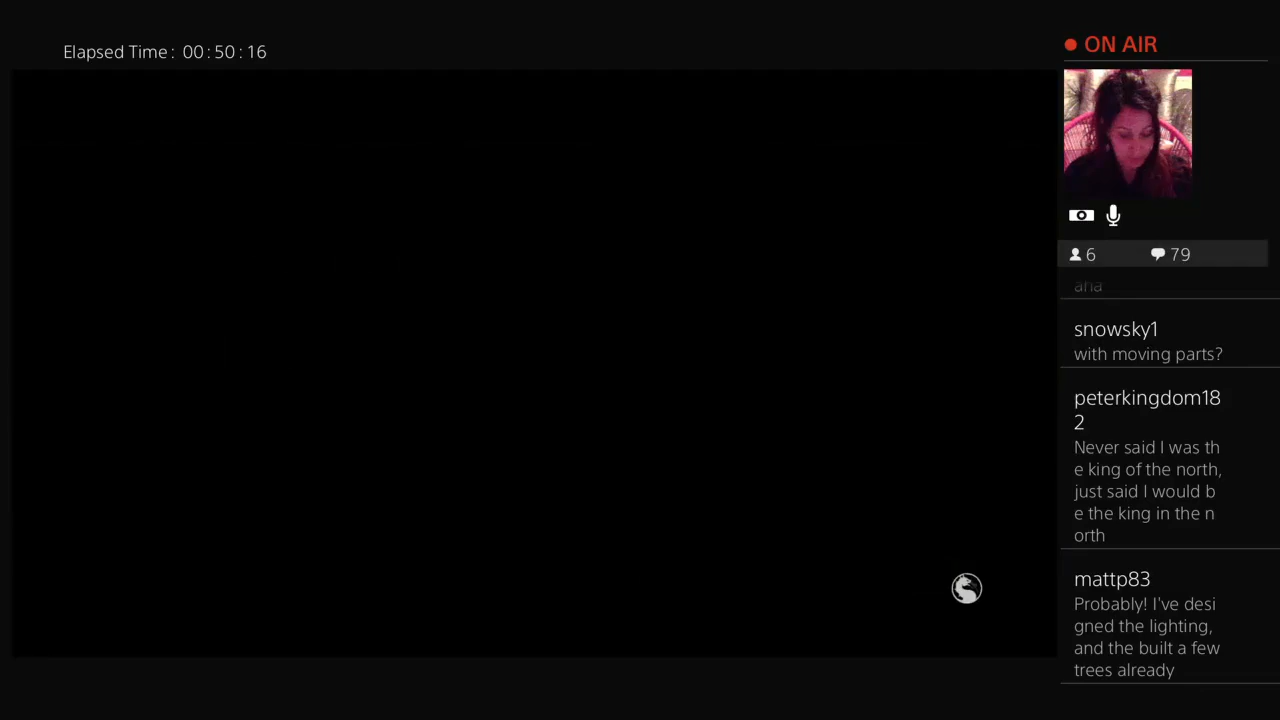 Elapsed Time: 00:50:16
ON AIR
6 79
aha
snowsky1
with moving parts?
peterkingdom18
2
Never said I was th
e king of the north,
just said I would b
e the king in the n
orth
mattp83
Probably! I've desi
gned the lighting,
and the built a few
trees already